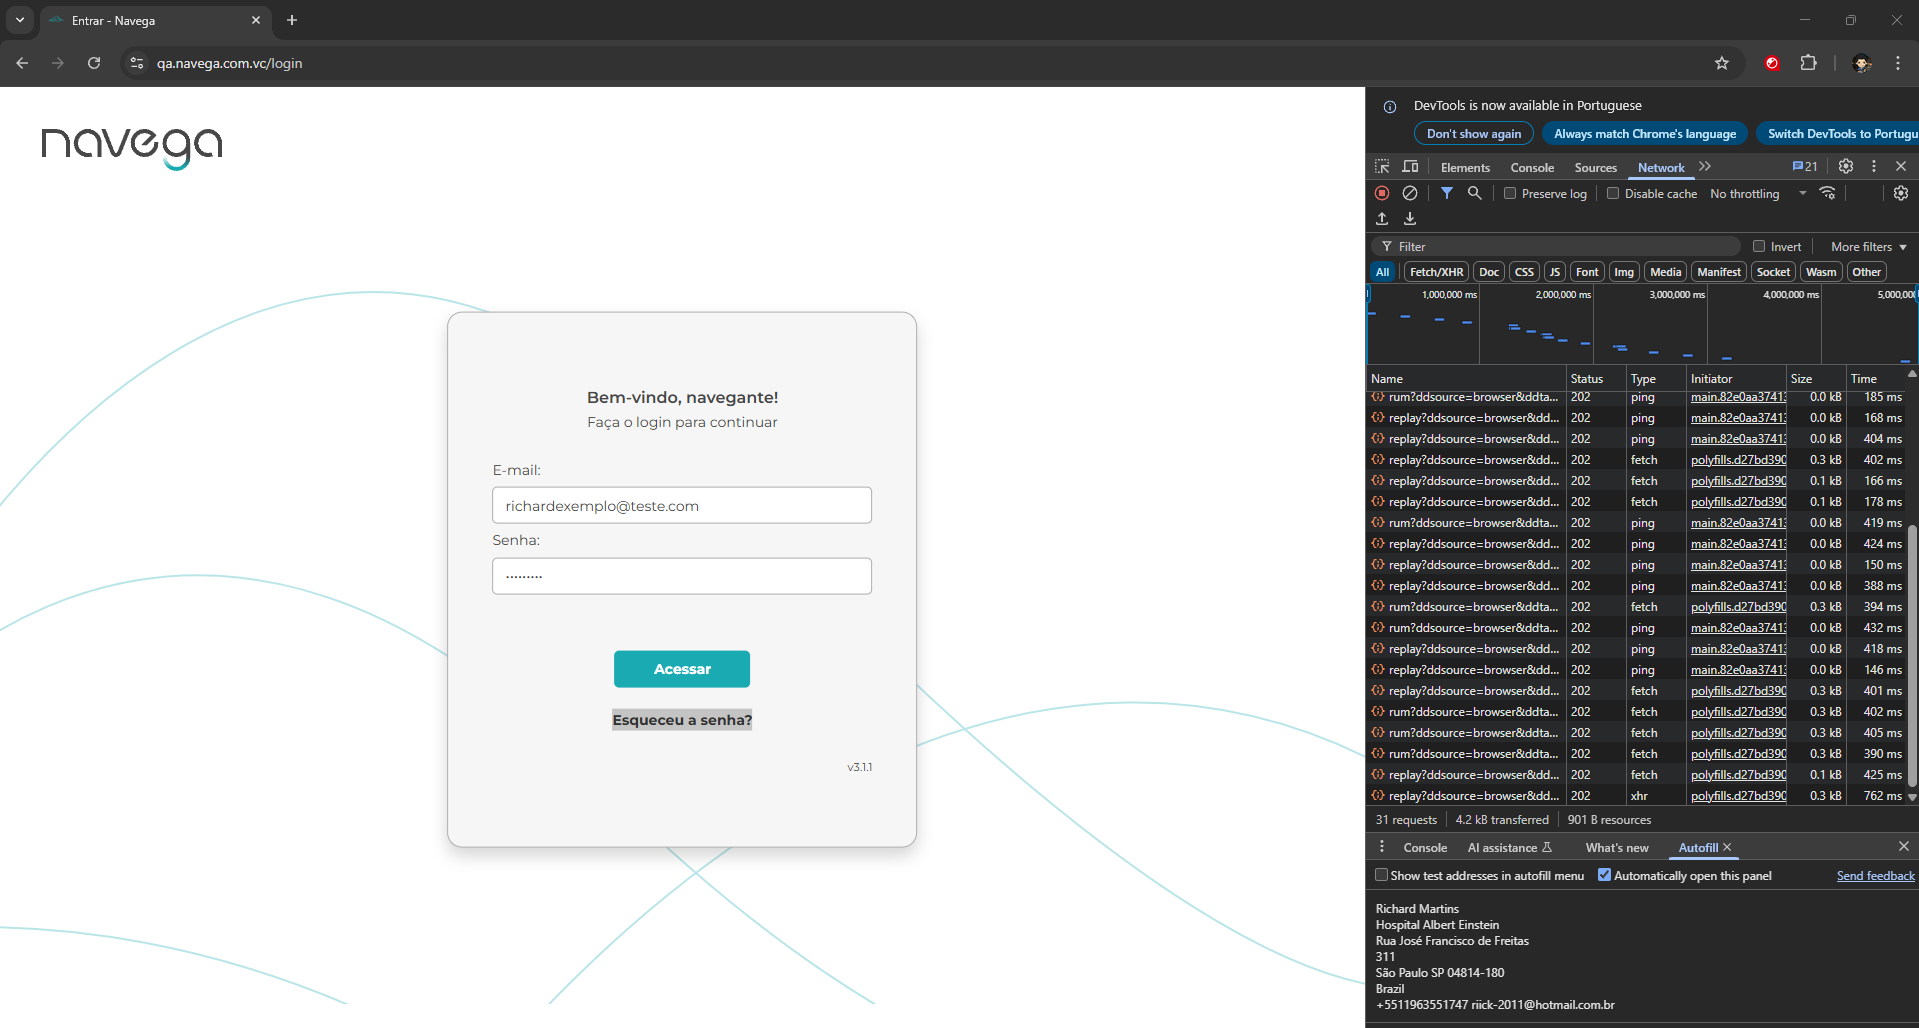 Entrar - Navega
qa.navega.com.vc/login
navega
Bem-vindo, navegante!
Faça o login para continuar
E-mail:
richardexemplo@teste.com
Senha:
Acessar
Esqueceu a senha?
v3.1.1
DevTools is now available in Portuguese
Don't show again
Always match Chrome's language
Switch DevTools to Portugu
Elements Console Sources Network 21
Preserve log Disable cache No throttling
Filter Invert More filters
All Fetch/XHR Doc CSS JS Font Img Media Manifest Socket Wasm Other
1,000,000 ms 2,000,000 ms 3,000,000 ms 4,000,000 ms 5,000,000
Name Status Type Initiator Size Time
rum?ddsource=browser&ddta... 202 ping main.82e0aa37413 0.0 kB 185 ms
replay?ddsource=browser&dd... 202 ping main.82e0aa37413 0.0 kB 168 ms
replay?ddsource=browser&dd... 202 ping main.82e0aa37413 0.0 kB 404 ms
replay?ddsource=browser&dd... 202 fetch polyfills.d27bd390 0.3 kB 402 ms
replay?ddsource=browser&dd... 202 fetch polyfills.d27bd390 0.1 kB 166 ms
replay?ddsource=browser&dd... 202 fetch polyfills.d27bd390 0.1 kB 178 ms
rum?ddsource=browser&ddta... 202 ping main.82e0aa37413 0.0 kB 419 ms
replay?ddsource=browser&dd... 202 ping main.82e0aa37413 0.0 kB 424 ms
replay?ddsource=browser&dd... 202 ping main.82e0aa37413 0.0 kB 150 ms
replay?ddsource=browser&dd... 202 ping main.82e0aa37413 0.0 kB 388 ms
rum?ddsource=browser&ddta... 202 fetch polyfills.d27bd390 0.3 kB 394 ms
rum?ddsource=browser&ddta... 202 ping main.82e0aa37413 0.0 kB 432 ms
replay?ddsource=browser&dd... 202 ping main.82e0aa37413 0.0 kB 418 ms
replay?ddsource=browser&dd... 202 ping main.82e0aa37413 0.0 kB 146 ms
replay?ddsource=browser&dd... 202 fetch polyfills.d27bd390 0.3 kB 401 ms
rum?ddsource=browser&ddta... 202 fetch polyfills.d27bd390 0.3 kB 402 ms
rum?ddsource=browser&ddta... 202 fetch polyfills.d27bd390 0.3 kB 405 ms
rum?ddsource=browser&ddta... 202 fetch polyfills.d27bd390 0.3 kB 390 ms
replay?ddsource=browser&dd... 202 fetch polyfills.d27bd390 0.1 kB 425 ms
replay?ddsource=browser&dd... 202 xhr polyfills.d27bd390 0.3 kB 762 ms
31 requests 4.2 kB transferred 901 B resources
Console AI assistance What's new Autofill
Show test addresses in autofill menu Automatically open this panel Send feedback
Richard Martins
Hospital Albert Einstein
Rua José Francisco de Freitas
311
São Paulo SP 04814-180
Brazil
+5511963551747 riick-2011@hotmail.com.br